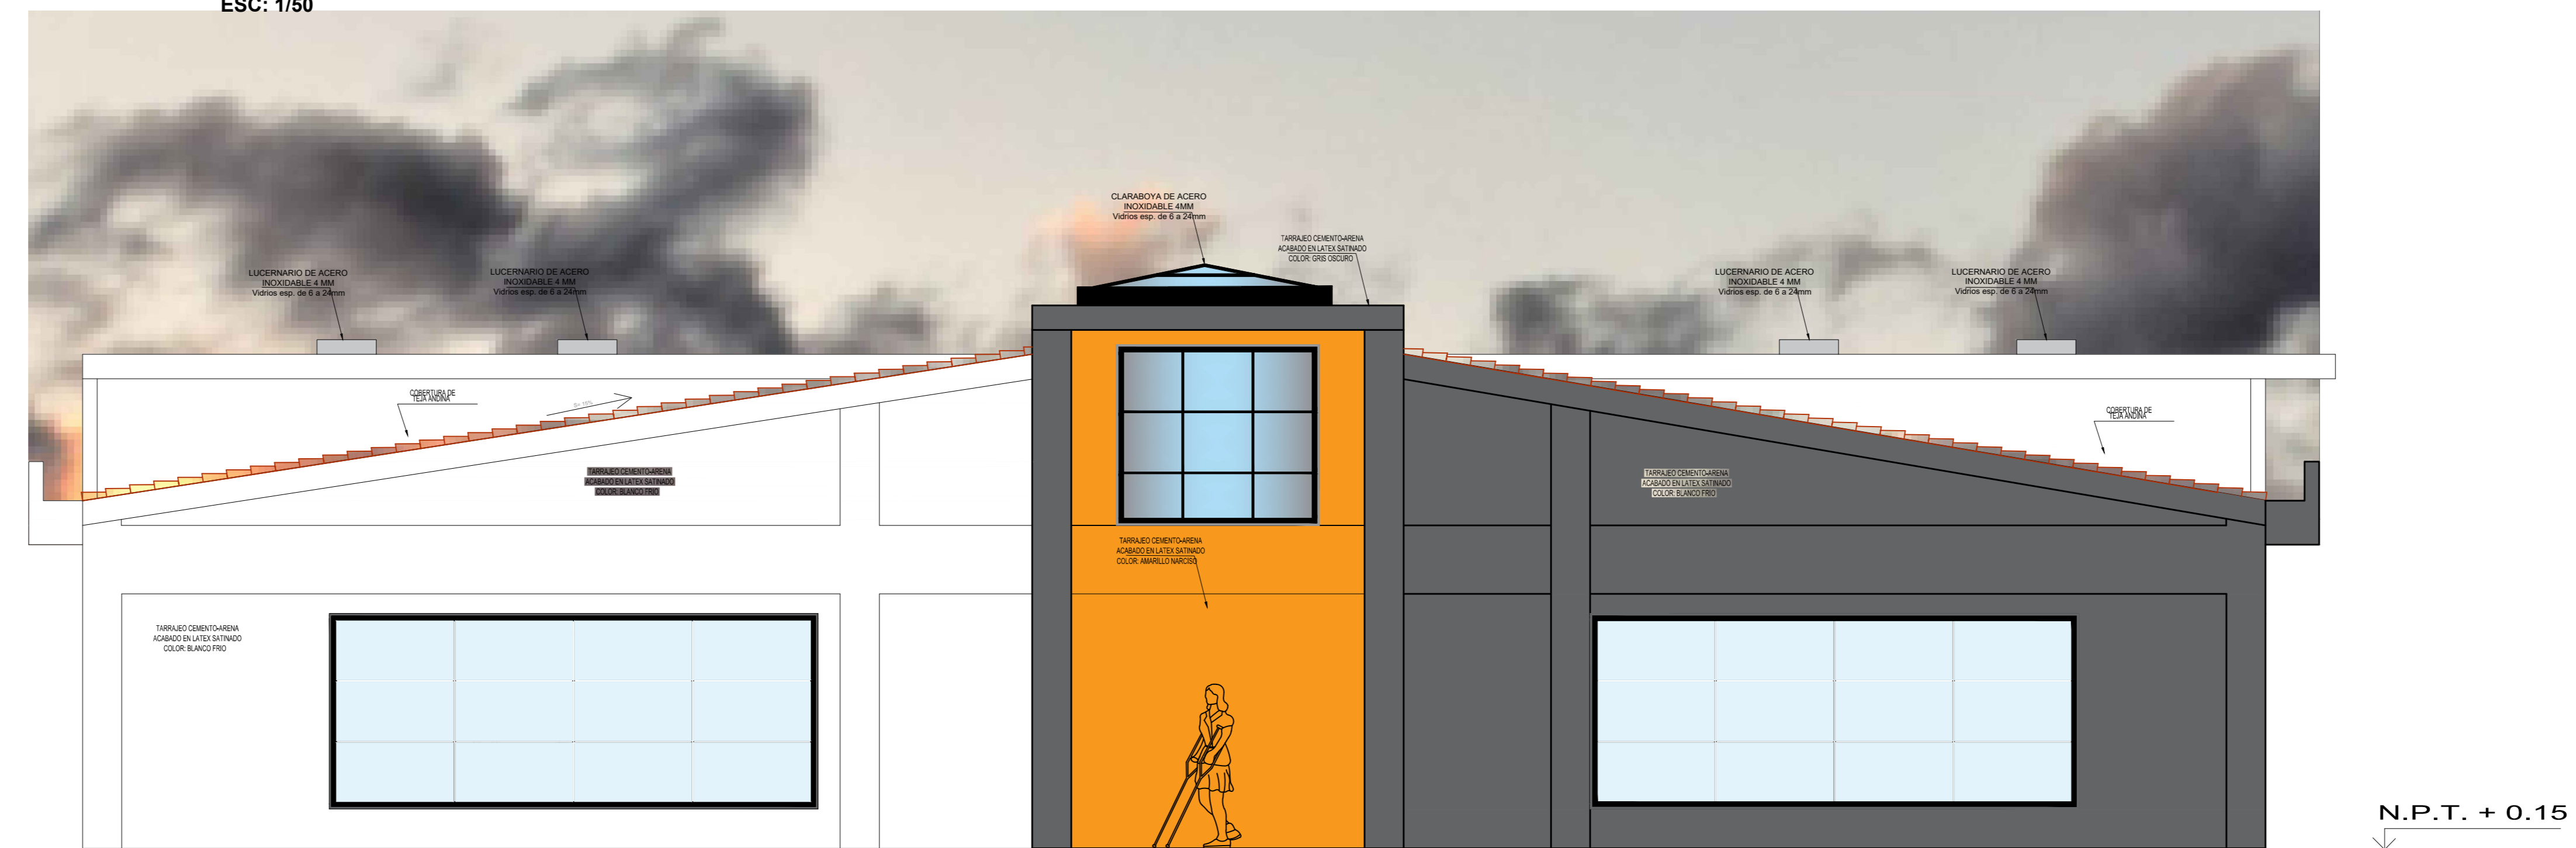 ESC: 1/50
CLARABOYA DE ACERO
INOXIDABLE 4MM
Vidrios esp. de 6 a 24mm
TARRAJEO CEMENTO-ARENA
ACABADO EN LATEX SATINADO
COLOR: GRIS OSCURO
LUCERNARIO DE ACERO
INOXIDABLE 4 MM
Vidrios esp. de 6 a 24mm
LUCERNARIO DE ACERO
INOXIDABLE 4 MM
Vidrios esp. de 6 a 24mm
LUCERNARIO DE ACERO
INOXIDABLE 4 MM
Vidrios esp. de 6 a 24mm
LUCERNARIO DE ACERO
INOXIDABLE 4 MM
Vidrios esp. de 6 a 24mm
COBERTURA DE
TEJA ANDINA
S= 15%
COBERTURA DE
TEJA ANDINA
TARRAJEO CEMENTO-ARENA
ACABADO EN LATEX SATINADO
COLOR: BLANCO FRIO
TARRAJEO CEMENTO-ARENA
ACABADO EN LATEX SATINADO
COLOR: BLANCO FRIO
TARRAJEO CEMENTO-ARENA
ACABADO EN LATEX SATINADO
COLOR: AMARILLO NARCISO
TARRAJEO CEMENTO-ARENA
ACABADO EN LATEX SATINADO
COLOR: BLANCO FRIO
N.P.T. + 0.15